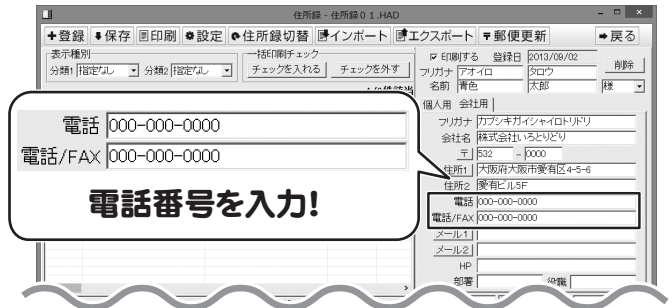 住所録 - 住所録01.HAD
登録 保存 印刷 設定 住所録切替 インポート エクスポート 〒郵便更新 戻る
表示種別
分類1 指定なし 分類2 指定なし
一括印刷チェック
チェックを入れる チェックを外す
印刷する 登録日 2013/09/02 削除
フリガナ アオイロ タロウ
名前 青色 太郎 様
個人用 会社用
フリガナ カブシキガイシャイロトリドリ
会社名 株式会社いろとりどり
〒 532 - 0000
住所1 大阪府大阪市愛有区4-5-6
住所2 愛有ビル5F
電話 000-000-0000
電話/FAX 000-000-0000
メール1
メール2
HP
部署 役職
電話 000-000-0000
電話/FAX 000-000-0000
電話番号を入力!